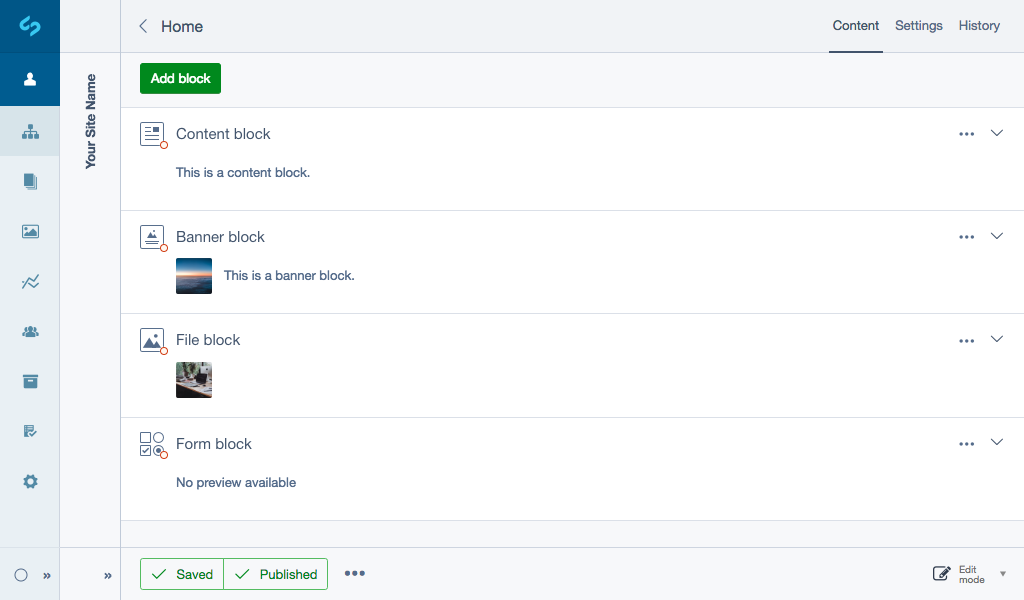 Home
Content
Settings
History
Your Site Name
Add block
Content block
This is a content block.
Banner block
This is a banner block.
File block
Form block
No preview available
Saved
Published
Edit
mode